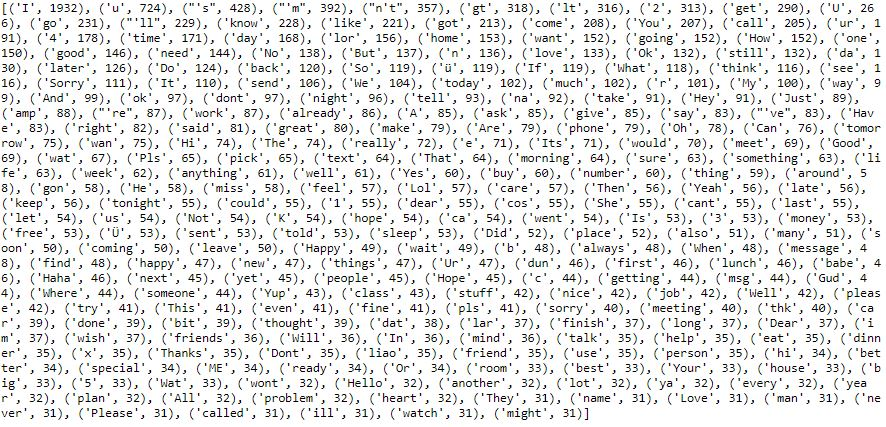 [('I', 1932), ('u', 724), ("'s", 428), ("'m", 392), ("n't", 357), ('gt', 318), ('lt', 316), ('2', 313), ('get', 290), ('U', 26
6), ('go', 231), ("'ll", 229), ('know', 228), ('like', 221), ('got', 213), ('come', 208), ('You', 207), ('call', 205), ('ur', 1
91), ('4', 178), ('time', 171), ('day', 168), ('lor', 156), ('home', 153), ('want', 152), ('going', 152), ('How', 152), ('one',
150), ('good', 146), ('need', 144), ('No', 138), ('But', 137), ('n', 136), ('love', 133), ('Ok', 132), ('still', 132), ('da', 1
30), ('later', 126), ('Do', 124), ('back', 120), ('So', 119), ('ü', 119), ('If', 119), ('What', 118), ('think', 116), ('see', 1
16), ('Sorry', 111), ('It', 110), ('send', 106), ('We', 104), ('today', 102), ('much', 102), ('r', 101), ('My', 100), ('way', 9
9), ('And', 99), ('ok', 97), ('dont', 97), ('night', 96), ('tell', 93), ('na', 92), ('take', 91), ('Hey', 91), ('Just', 89),
('amp', 88), ("'re", 87), ('work', 87), ('already', 86), ('A', 85), ('ask', 85), ('give', 85), ('say', 83), ("'ve", 83), ('Hav
e', 83), ('right', 82), ('said', 81), ('great', 80), ('make', 79), ('Are', 79), ('phone', 79), ('Oh', 78), ('Can', 76), ('tomor
row', 75), ('wan', 75), ('Hi', 74), ('The', 74), ('really', 72), ('e', 71), ('Its', 71), ('would', 70), ('meet', 69), ('Good',
69), ('wat', 67), ('Pls', 65), ('pick', 65), ('text', 64), ('That', 64), ('morning', 64), ('sure', 63), ('something', 63), ('li
fe', 63), ('week', 62), ('anything', 61), ('well', 61), ('Yes', 60), ('buy', 60), ('number', 60), ('thing', 59), ('around', 5
8), ('gon', 58), ('He', 58), ('miss', 58), ('feel', 57), ('Lol', 57), ('care', 57), ('Then', 56), ('Yeah', 56), ('late', 56),
('keep', 56), ('tonight', 55), ('could', 55), ('1', 55), ('dear', 55), ('cos', 55), ('She', 55), ('cant', 55), ('last', 55),
('let', 54), ('us', 54), ('Not', 54), ('K', 54), ('hope', 54), ('ca', 54), ('went', 54), ('Is', 53), ('3', 53), ('money', 53),
('free', 53), ('Ü', 53), ('sent', 53), ('told', 53), ('sleep', 53), ('Did', 52), ('place', 52), ('also', 51), ('many', 51), ('s
oon', 50), ('coming', 50), ('leave', 50), ('Happy', 49), ('wait', 49), ('b', 48), ('always', 48), ('When', 48), ('message', 4
8), ('find', 48), ('happy', 47), ('new', 47), ('things', 47), ('Ur', 47), ('dun', 46), ('first', 46), ('lunch', 46), ('babe', 4
6), ('Haha', 46), ('next', 45), ('yet', 45), ('people', 45), ('Hope', 45), ('c', 44), ('getting', 44), ('msg', 44), ('Gud', 4
4), ('Where', 44), ('someone', 44), ('Yup', 43), ('class', 43), ('stuff', 42), ('nice', 42), ('job', 42), ('Well', 42), ('pleas
e', 42), ('try', 41), ('This', 41), ('even', 41), ('fine', 41), ('pls', 41), ('sorry', 40), ('meeting', 40), ('thk', 40), ('ca
r', 39), ('done', 39), ('bit', 39), ('thought', 39), ('dat', 38), ('lar', 37), ('finish', 37), ('long', 37), ('Dear', 37), ('i
m', 37), ('wish', 37), ('friends', 36), ('Will', 36), ('In', 36), ('mind', 36), ('talk', 35), ('help', 35), ('eat', 35), ('dinn
er', 35), ('x', 35), ('Thanks', 35), ('Dont', 35), ('liao', 35), ('friend', 35), ('use', 35), ('person', 35), ('hi', 34), ('bet
ter', 34), ('special', 34), ('ME', 34), ('ready', 34), ('Or', 34), ('room', 33), ('best', 33), ('Your', 33), ('house', 33), ('b
ig', 33), ('5', 33), ('Wat', 33), ('wont', 32), ('Hello', 32), ('another', 32), ('lot', 32), ('ya', 32), ('every', 32), ('yea
r', 32), ('plan', 32), ('All', 32), ('problem', 32), ('heart', 32), ('They', 31), ('name', 31), ('Love', 31), ('man', 31), ('ne
ver', 31), ('Please', 31), ('called', 31), ('ill', 31), ('watch', 31), ('might', 31)]